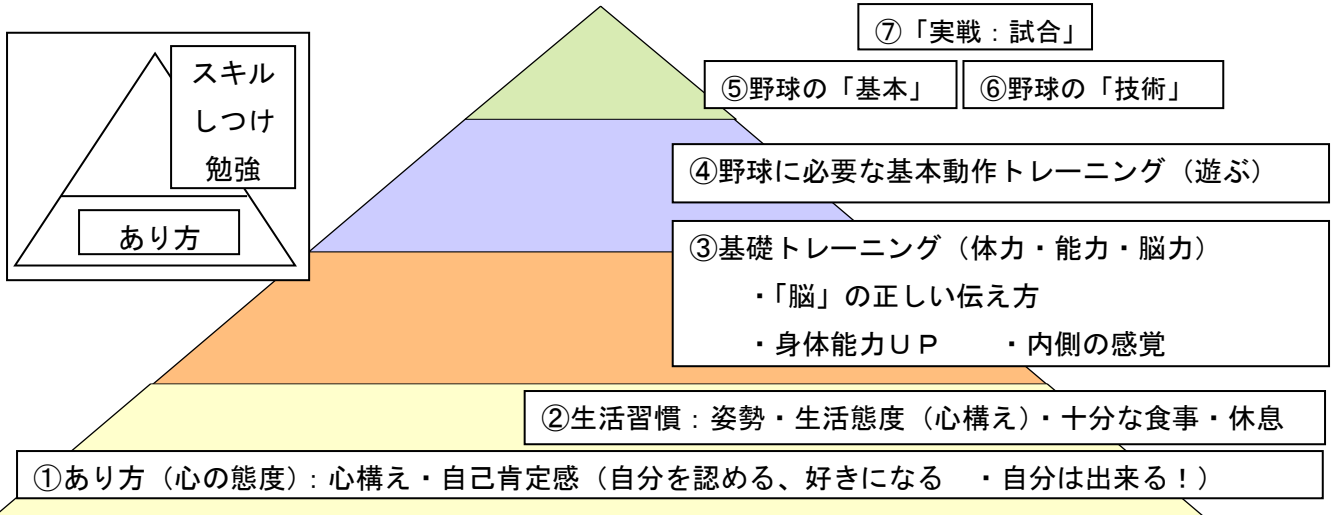 スキル
しつけ
勉強
あり方
⑦「実戦：試合」
⑤野球の「基本」
⑥野球の「技術」
④野球に必要な基本動作トレーニング（遊ぶ）
③基礎トレーニング（体力・能力・脳力）
・「脳」の正しい伝え方
・身体能力ＵＰ　　・内側の感覚
②生活習慣：姿勢・生活態度（心構え）・十分な食事・休息
①あり方（心の態度）：心構え・自己肯定感（自分を認める、好きになる　・自分は出来る！）